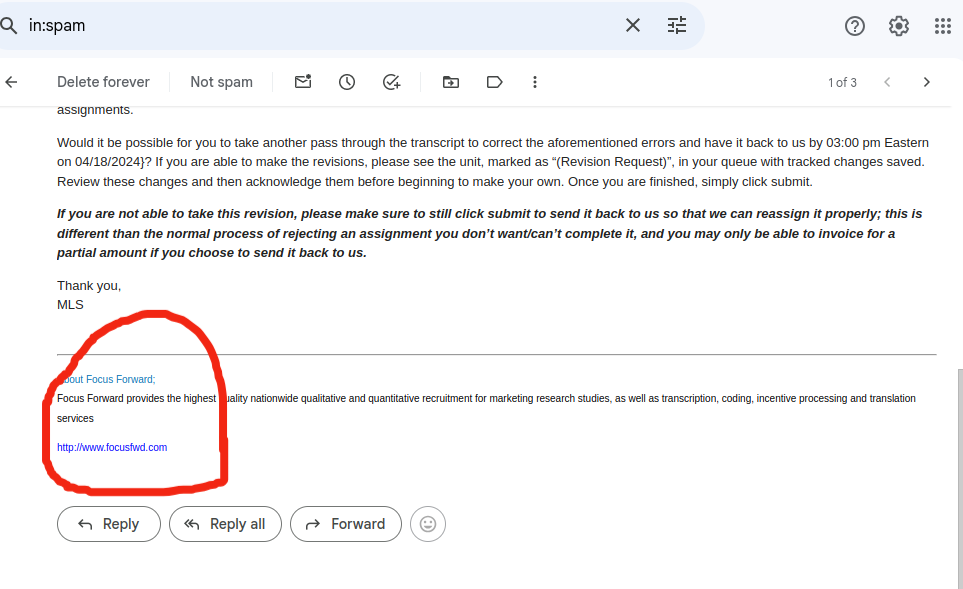 in:spam
Delete forever
Not spam
1 of 3
assignments.
Would it be possible for you to take another pass through the transcript to correct the aforementioned errors and have it back to us by 03:00 pm Eastern
on 04/18/2024}? If you are able to make the revisions, please see the unit, marked as “(Revision Request)”, in your queue with tracked changes saved.
Review these changes and then acknowledge them before beginning to make your own. Once you are finished, simply click submit.
If you are not able to take this revision, please make sure to still click submit to send it back to us so that we can reassign it properly; this is
different than the normal process of rejecting an assignment you don’t want/can’t complete it, and you may only be able to invoice for a
partial amount if you choose to send it back to us.
Thank you,
MLS
About Focus Forward;
Focus Forward provides the highest quality nationwide qualitative and quantitative recruitment for marketing research studies, as well as transcription, coding, incentive processing and translation
services
http://www.focusfwd.com
Reply
Reply all
Forward